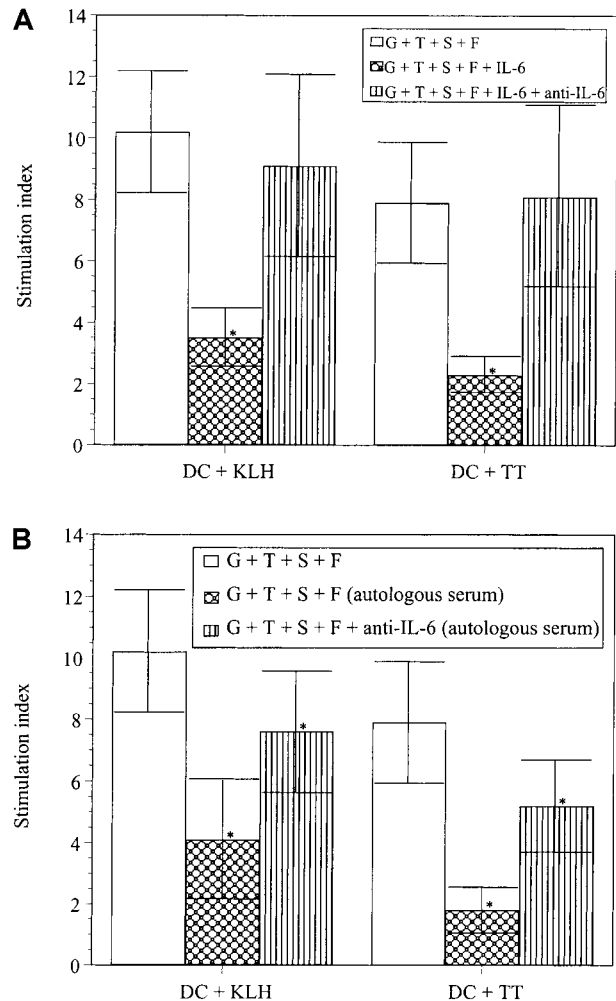 A
14
12
10
8
6
4
2
0
Stimulation index
G + T + S + F
G + T + S + F + IL-6
G + T + S + F + IL-6 + anti-IL-6
*
*
DC + KLH
DC + TT
B
14
12
10
8
6
4
2
0
Stimulation index
G + T + S + F
G + T + S + F (autologous serum)
G + T + S + F + anti-IL-6 (autologous serum)
*
*
*
*
DC + KLH
DC + TT